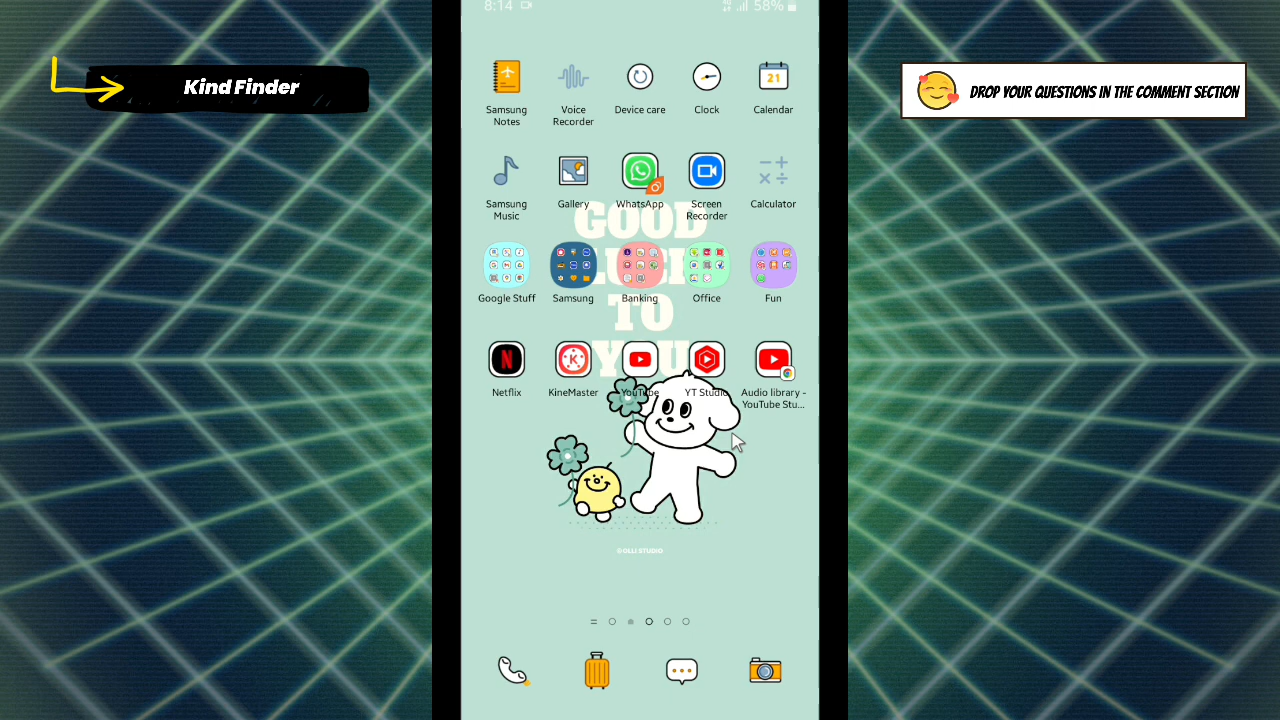 Kind Finder
DROP YOUR QUESTIONS IN THE COMMENT SECTION
8:14
58%
Samsung Notes
Voice Recorder
Device care
Clock
21
Calendar
Samsung Music
Gallery
WhatsApp
Screen Recorder
Calculator
GOOD
LUCK
TO
YOU
Google Stuff
Samsung
Banking
Office
Fun
N
Netflix
K
KineMaster
YouTube
YT Studio
Audio library -
YouTube Stu...
©OLLI STUDIO